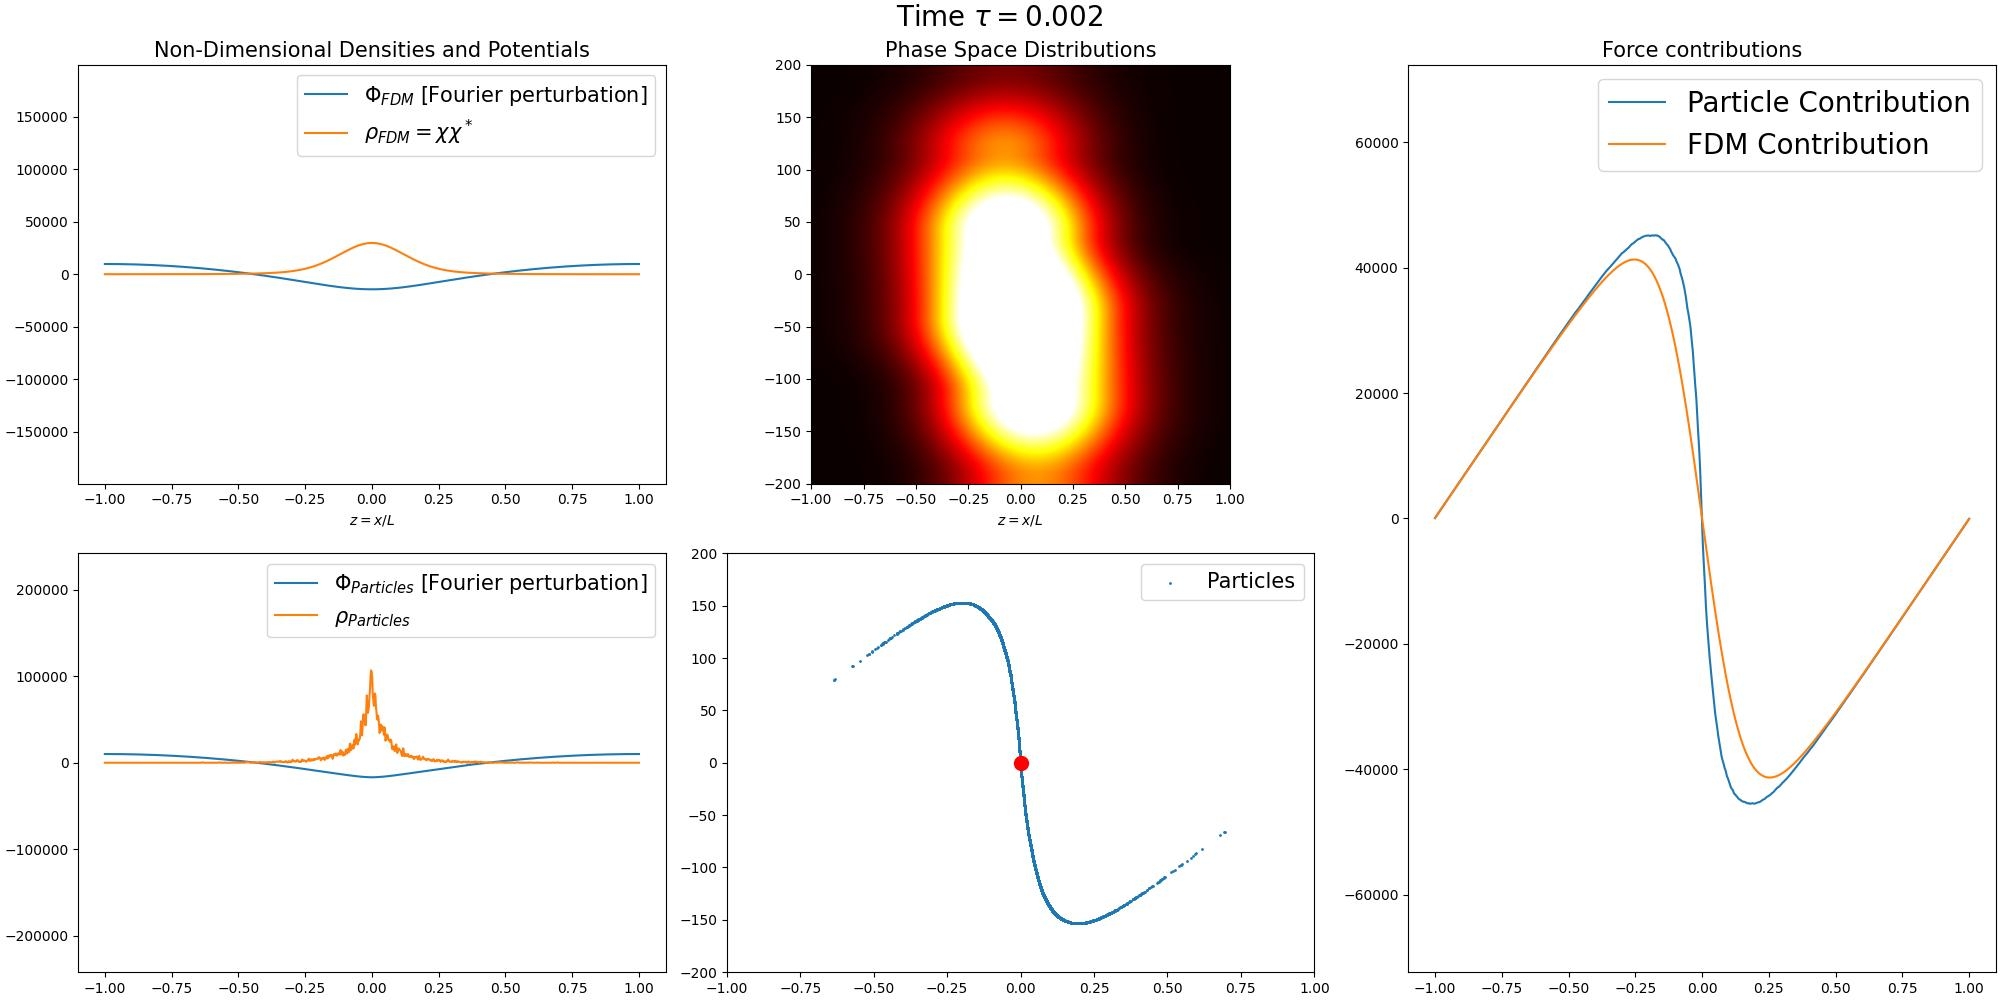 Time τ = 0.002
Non-Dimensional Densities and Potentials
Φ_FDM [Fourier perturbation]
ρ_FDM = χχ*
150000
100000
50000
0
−50000
−100000
−150000
−1.00 −0.75 −0.50 −0.25 0.00 0.25 0.50 0.75 1.00
z = x/L
Phase Space Distributions
200
150
100
50
0
−50
−100
−150
−200
−1.00 −0.75 −0.50 −0.25 0.00 0.25 0.50 0.75 1.00
z = x/L
Force contributions
Particle Contribution
FDM Contribution
60000
40000
20000
0
−20000
−40000
−60000
−1.00 −0.75 −0.50 −0.25 0.00 0.25 0.50 0.75 1.00
Φ_Particles [Fourier perturbation]
ρ_Particles
200000
100000
0
−100000
−200000
−1.00 −0.75 −0.50 −0.25 0.00 0.25 0.50 0.75 1.00
Particles
200
150
100
50
0
−50
−100
−150
−200
−1.00 −0.75 −0.50 −0.25 0.00 0.25 0.50 0.75 1.00